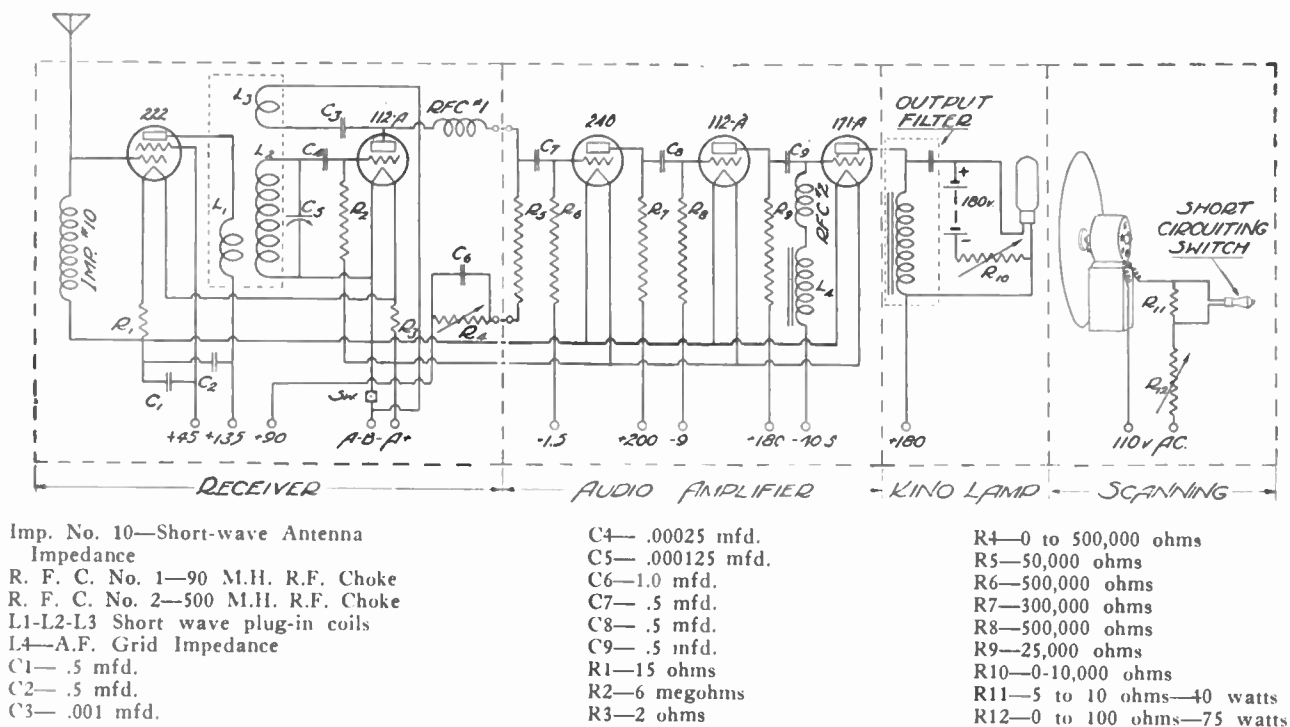 222
L3
C3
112-A
RFC #1
L2
C4
L1
C5
R2
IMP. #10
R1
C6
R4
R3
C2
C1
SW.
+45 +135 +90 A-B- A+
240
112-A
171-A
C7
C8
C9
R5
R6
R7
R8
R9
RFC #2
L4
-1.5 +200 -9 +180 -40.5
OUTPUT
FILTER
+
180v
-
R10
+180
SHORT
CIRCUITING
SWITCH
R11
R12
110v A.C.
RECEIVER
AUDIO AMPLIFIER
KINO LAMP
SCANNING
Imp. No. 10—Short-wave Antenna
Impedance
R. F. C. No. 1—90 M.H. R.F. Choke
R. F. C. No. 2—500 M.H. R.F. Choke
L1-L2-L3 Short wave plug-in coils
L4—A.F. Grid Impedance
C1— .5 mfd.
C2— .5 mfd.
C3— .001 mfd.
C4— .00025 mfd.
C5— .000125 mfd.
C6—1.0 mfd.
C7— .5 mfd.
C8— .5 mfd.
C9— .5 mfd.
R1—15 ohms
R2—6 megohms
R3—2 ohms
R4—0 to 500,000 ohms
R5—50,000 ohms
R6—500,000 ohms
R7—300,000 ohms
R8—500,000 ohms
R9—25,000 ohms
R10—0-10,000 ohms
R11—5 to 10 ohms—40 watts
R12—0 to 100 ohms—75 watts